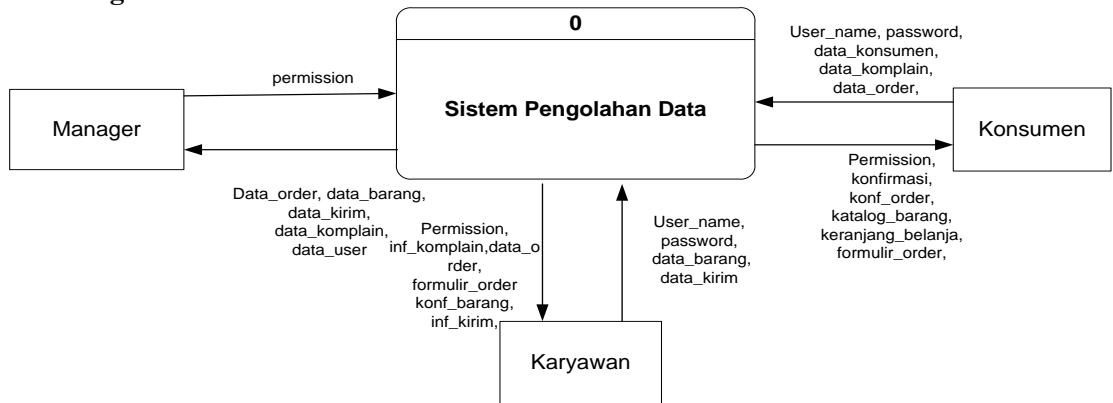 0
Sistem Pengolahan Data
permission
Manager
Data_order, data_barang,
data_kirim,
data_komplain,
data_user
User_name, password,
data_konsumen,
data_komplain,
data_order,
Konsumen
Permission,
konfirmasi,
konf_order,
katalog_barang,
keranjang_belanja,
formulir_order,
Permission,
inf_komplain,data_o
rder,
formulir_order
konf_barang,
inf_kirim,
User_name,
password,
data_barang,
data_kirim
Karyawan